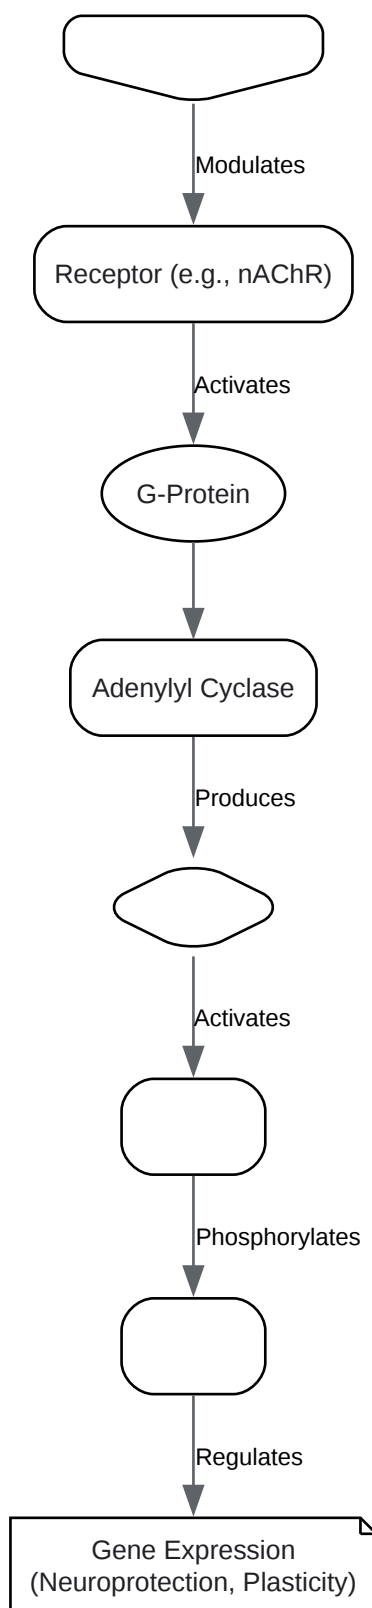 Modulates
Receptor (e.g., nAChR)
Activates
G-Protein
Adenylyl Cyclase
Produces
Activates
Phosphorylates
Regulates
Gene Expression
(Neuroprotection, Plasticity)